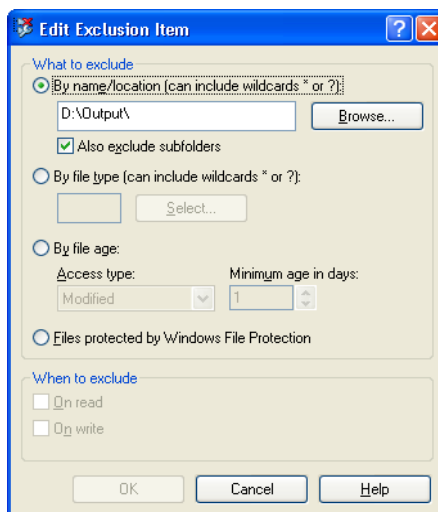 Edit Exclusion Item
What to exclude
By name/location (can include wildcards * or ?):
D:\Output\
Browse...
Also exclude subfolders
By file type (can include wildcards * or ?):
Select...
By file age:
Access type: Minimum age in days:
Modified 1
Files protected by Windows File Protection
When to exclude
On read
On write
OK Cancel Help